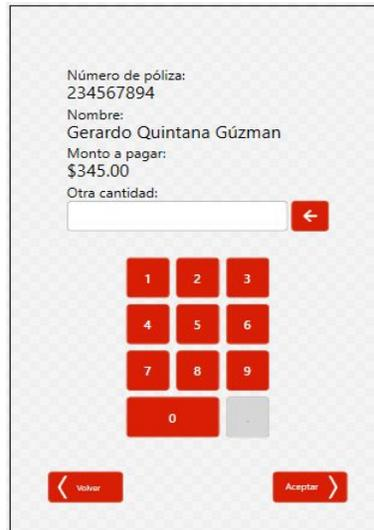 Número de póliza:
234567894
Nombre:
Gerardo Quintana Gúzman
Monto a pagar:
$345.00
Otra cantidad:
1 2 3
4 5 6
7 8 9
0 .
Volver Aceptar